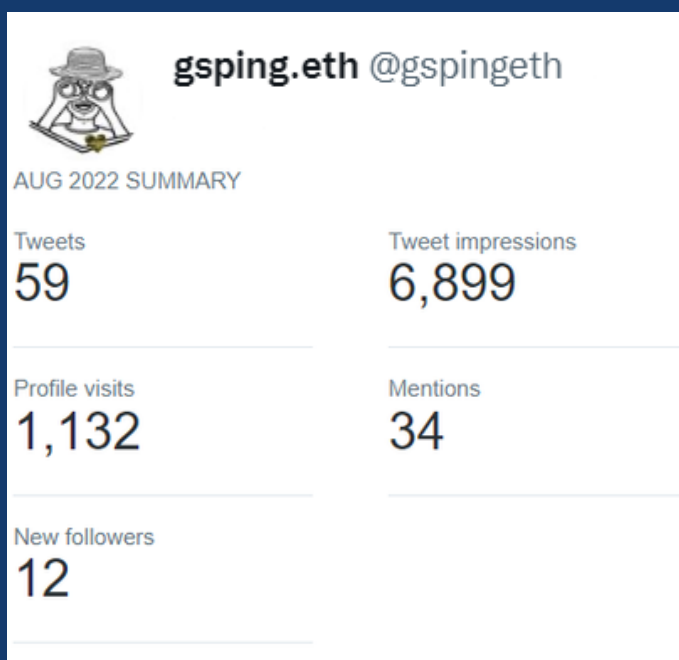 gsping.eth @gspingeth
AUG 2022 SUMMARY
Tweets
59
Tweet impressions
6,899
Profile visits
1,132
Mentions
34
New followers
12